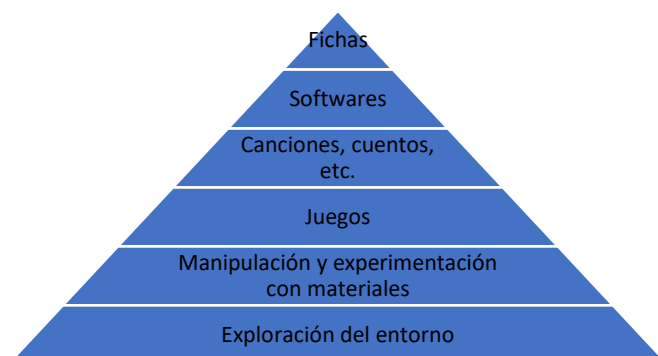 Fichas
Softwares
Canciones, cuentos,
etc.
Juegos
Manipulación y experimentación
con materiales
Exploración del entorno